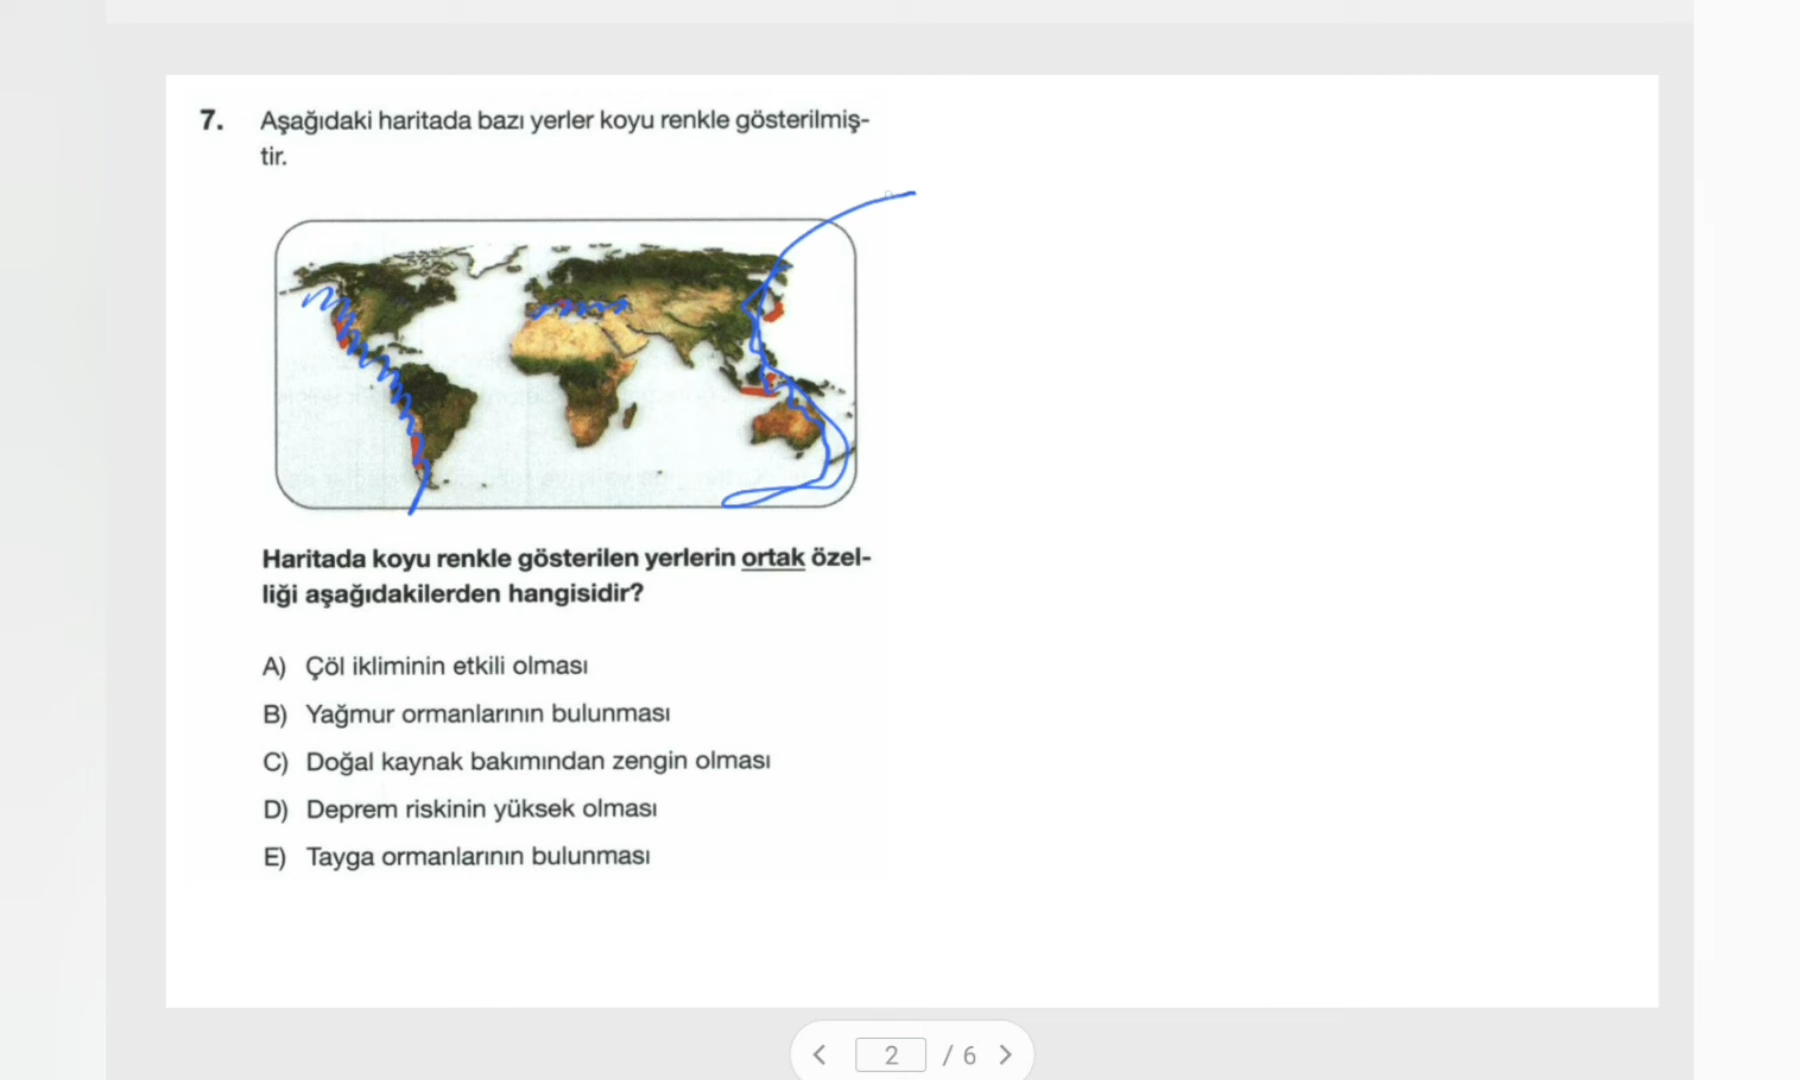 7. Aşağıdaki haritada bazı yerler koyu renkle gösterilmiş-
tir.
Haritada koyu renkle gösterilen yerlerin ortak özel-
liği aşağıdakilerden hangisidir?
A) Çöl ikliminin etkili olması
B) Yağmur ormanlarının bulunması
C) Doğal kaynak bakımından zengin olması
D) Deprem riskinin yüksek olması
E) Tayga ormanlarının bulunması
2 / 6